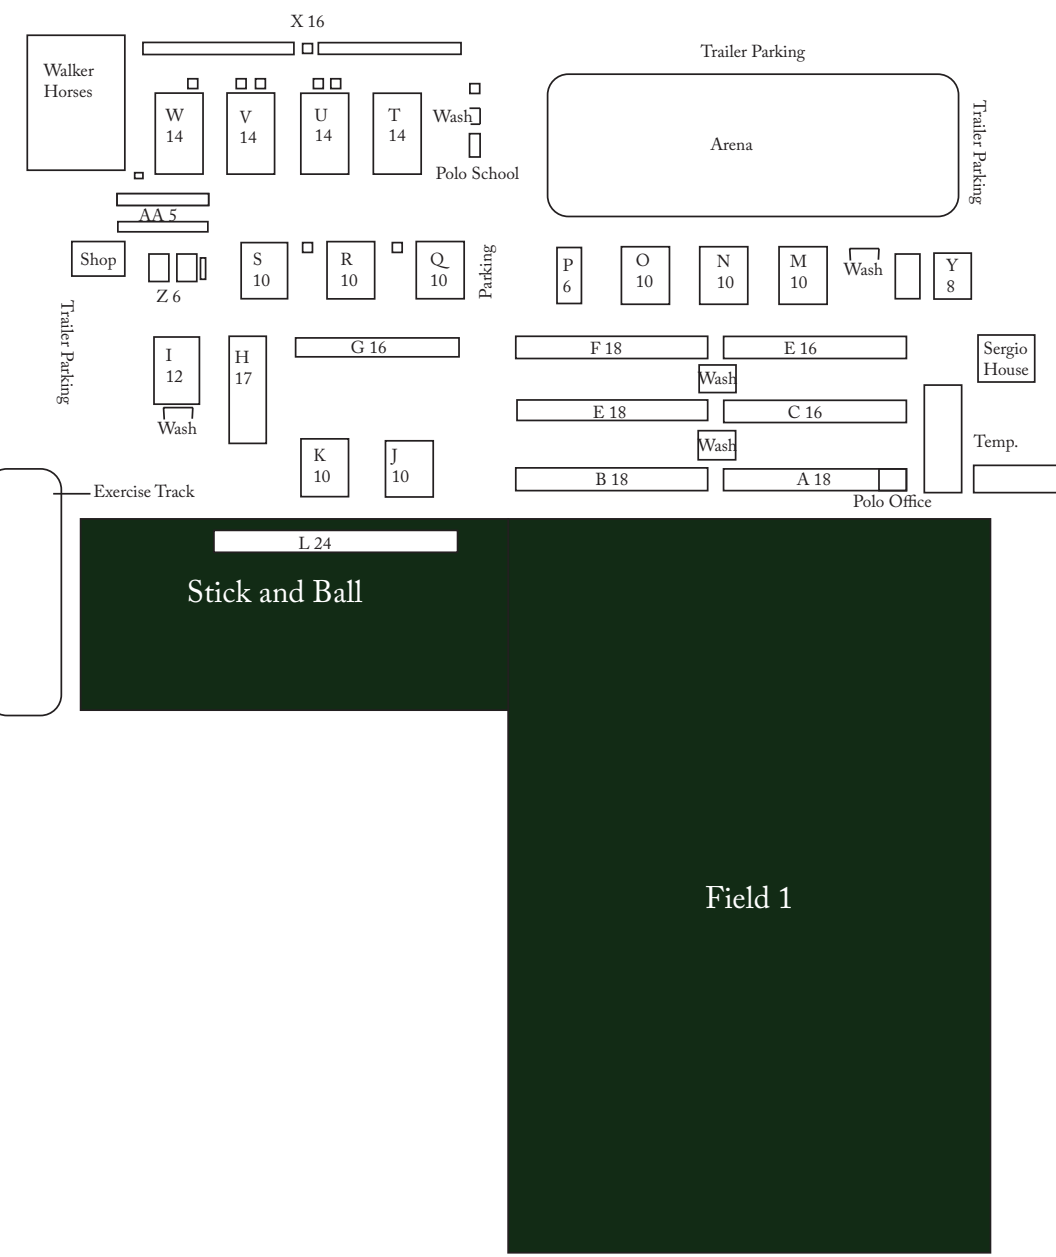 X 16
Walker
Horses
Trailer Parking
W
14
V
14
U
14
T
14
Wash
Polo School
Arena
Trailer Parking
AA 5
Shop
Z 6
S
10
R
10
Q
10
Parking
P
6
O
10
N
10
M
10
Wash
Y
8
Trailer Parking
I
12
Wash
H
17
G 16
F 18
E 16
Sergio
House
Wash
E 18
C 16
Wash
Temp.
K
10
J
10
B 18
A 18
Polo Office
Exercise Track
L 24
Stick and Ball
Field 1